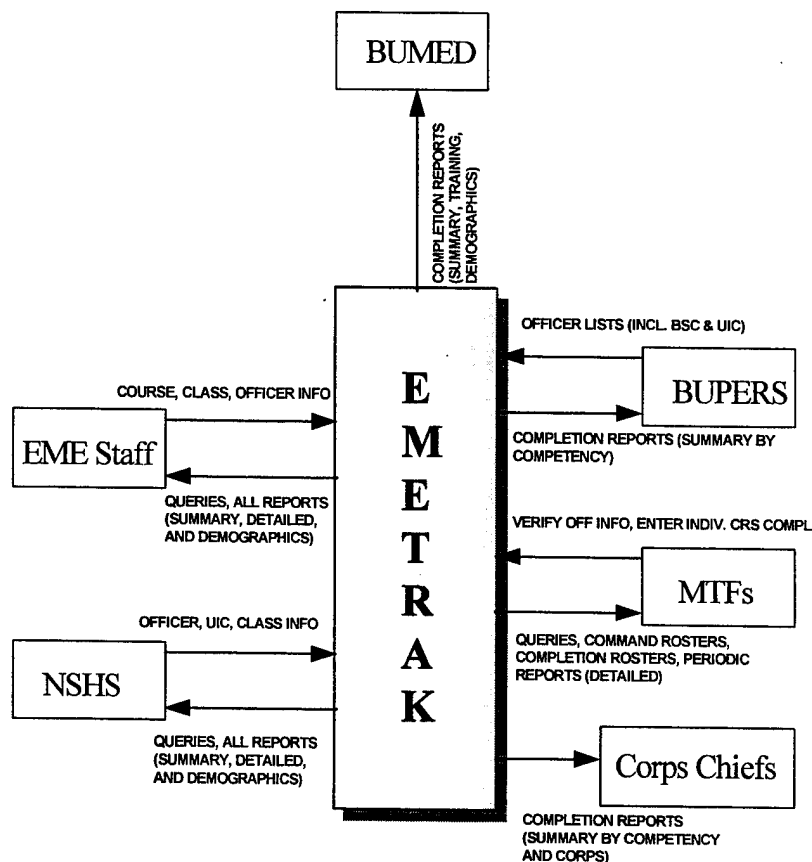 BUMED
COMPLETION REPORTS
(SUMMARY, TRAINING,
DEMOGRAPHICS)
OFFICER LISTS (INCL. BSC & UIC)
BUPERS
COMPLETION REPORTS (SUMMARY BY
COMPETENCY)
COURSE, CLASS, OFFICER INFO
EME Staff
QUERIES, ALL REPORTS
(SUMMARY, DETAILED,
AND DEMOGRAPHICS)
E
M
E
T
R
A
K
VERIFY OFF INFO, ENTER INDIV. CRS COMPL
MTFs
QUERIES, COMMAND ROSTERS,
COMPLETION ROSTERS, PERIODIC
REPORTS (DETAILED)
OFFICER, UIC, CLASS INFO
NSHS
QUERIES, ALL REPORTS
(SUMMARY, DETAILED,
AND DEMOGRAPHICS)
Corps Chiefs
COMPLETION REPORTS
(SUMMARY BY COMPETENCY
AND CORPS)